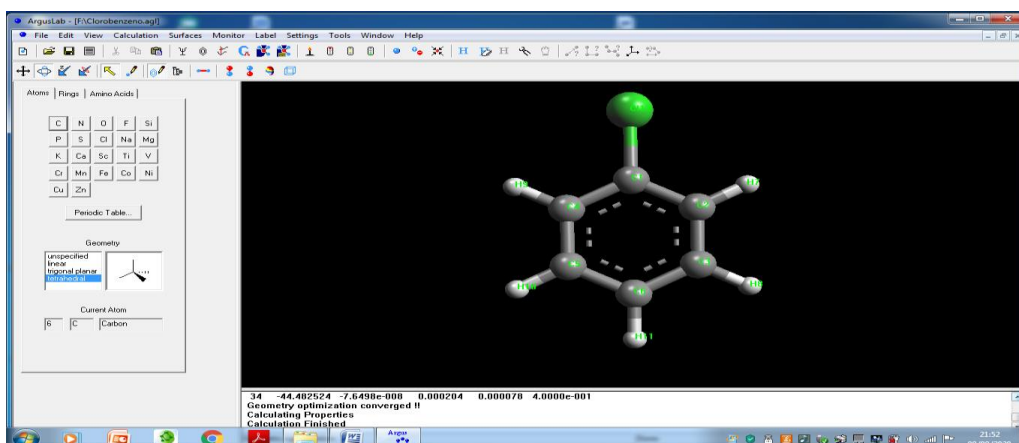 ArgusLab - [F:\Clorobenzeno.agl]
File Edit View Calculation Surfaces Monitor Label Settings Tools Window Help
Atoms Rings Amino Acids
C N O F Si
P S Cl Na Mg
K Ca Sc Ti V
Cr Mn Fe Co Ni
Cu Zn
Periodic Table...
Geometry
unspecified
linear
trigonal planar
tetrahedral
Current Atom
6 C Carbon
H11
34 -44.482524 -7.6498e-008 0.000204 0.000078 4.0000e-001
Geometry optimization converged !!
Calculating Properties
Calculation Finished
Argus
21:52